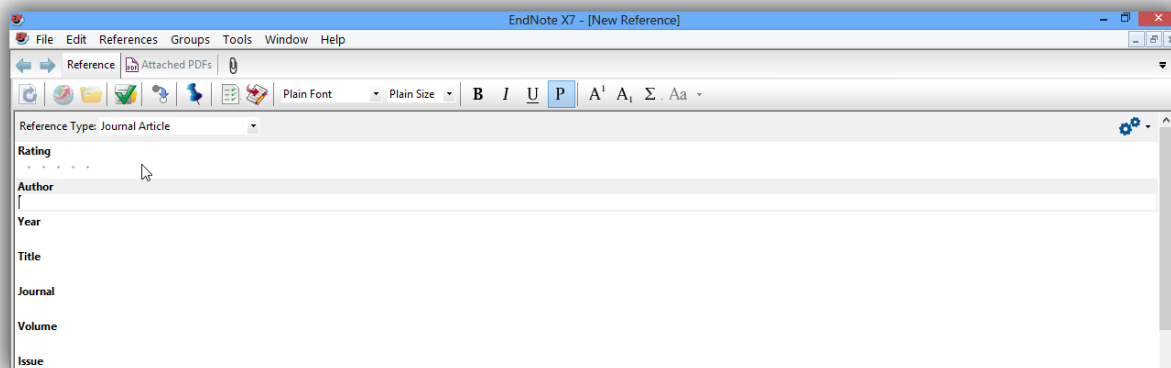 EndNote X7 - [New Reference]
File Edit References Groups Tools Window Help
Reference Attached PDFs
Plain Font Plain Size B I U P A¹ A₁ Σ Aa
Reference Type: Journal Article
Rating
Author
Year
Title
Journal
Volume
Issue